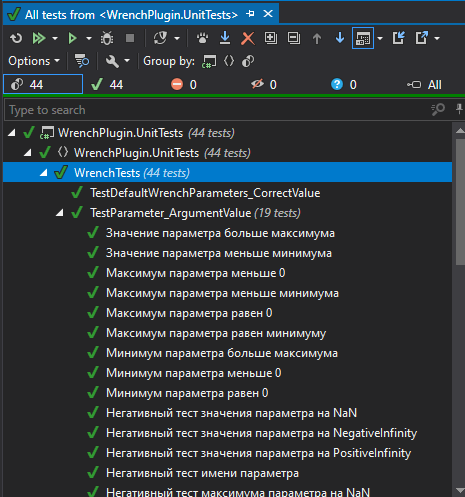 All tests from <WrenchPlugin.UnitTests>
Options
Group by:
44 44 0 0 0 All
Type to search
WrenchPlugin.UnitTests (44 tests)
WrenchPlugin.UnitTests (44 tests)
WrenchTests (44 tests)
TestDefaultWrenchParameters_CorrectValue
TestParameter_ArgumentValue (19 tests)
Значение параметра больше максимума
Значение параметра меньше минимума
Максимум параметра меньше 0
Максимум параметра меньше минимума
Максимум параметра равен 0
Максимум параметра равен минимуму
Минимум параметра больше максимума
Минимум параметра меньше 0
Минимум параметра равен 0
Негативный тест значения параметра на NaN
Негативный тест значения параметра на NegativeInfinity
Негативный тест значения параметра на PositiveInfinity
Негативный тест имени параметра
Негативный тест максимума параметра на NaN